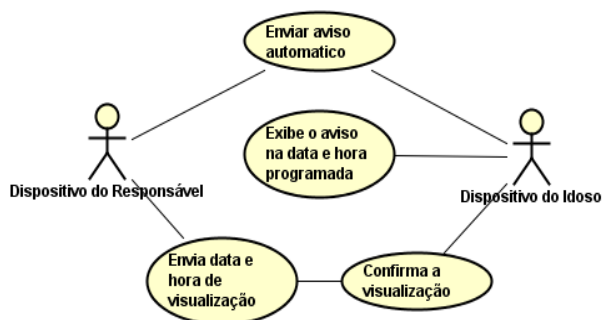 Enviar aviso
automatico
Exibe o aviso
na data e hora
programada
Dispositivo do Responsável
Dispositivo do Idoso
Envia data e
hora de
visualização
Confirma a
visualização